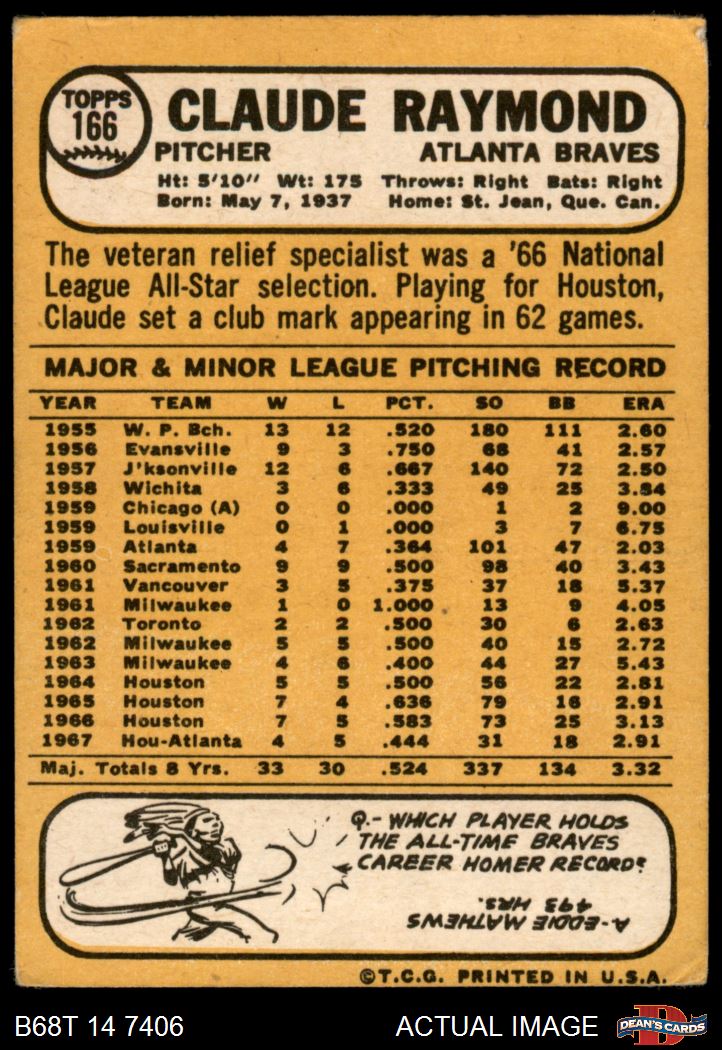 TOPPS
166
CLAUDE RAYMOND
PITCHER ATLANTA BRAVES
Ht: 5'10" Wt: 175 Throws: Right Bats: Right
Born: May 7, 1937 Home: St. Jean, Que. Can.
The veteran relief specialist was a '66 National
League All-Star selection. Playing for Houston,
Claude set a club mark appearing in 62 games.
MAJOR & MINOR LEAGUE PITCHING RECORD
YEAR TEAM W L PCT. SO BB ERA
1955 W. P. Bch. 13 12 .520 180 111 2.60
1956 Evansville 9 3 .750 68 41 2.57
1957 J'ksonville 12 6 .667 140 72 2.50
1958 Wichita 3 6 .333 49 25 3.84
1959 Chicago (A) 0 0 .000 1 2 9.00
1959 Louisville 0 1 .000 3 7 6.75
1959 Atlanta 4 7 .364 101 47 2.03
1960 Sacramento 9 9 .500 98 40 3.43
1961 Vancouver 3 5 .375 37 18 5.37
1961 Milwaukee 1 0 1.000 13 9 4.05
1962 Toronto 2 2 .500 30 6 2.63
1962 Milwaukee 5 5 .500 40 15 2.72
1963 Milwaukee 4 6 .400 44 27 5.43
1964 Houston 5 5 .500 56 22 2.81
1965 Houston 7 4 .636 79 16 2.91
1966 Houston 7 5 .583 73 25 3.13
1967 Hou-Atlanta 4 5 .444 31 18 2.91
Maj. Totals 8 Yrs. 33 30 .524 337 134 3.32
Q.- WHICH PLAYER HOLDS
THE ALL-TIME BRAVES
CAREER HOMER RECORD?
A-EDDIE MATHEWS
493 HRS.
©T.C.G. PRINTED IN U.S.A.
B68T 14 7406 ACTUAL IMAGE
D
DEAN'S CARDS